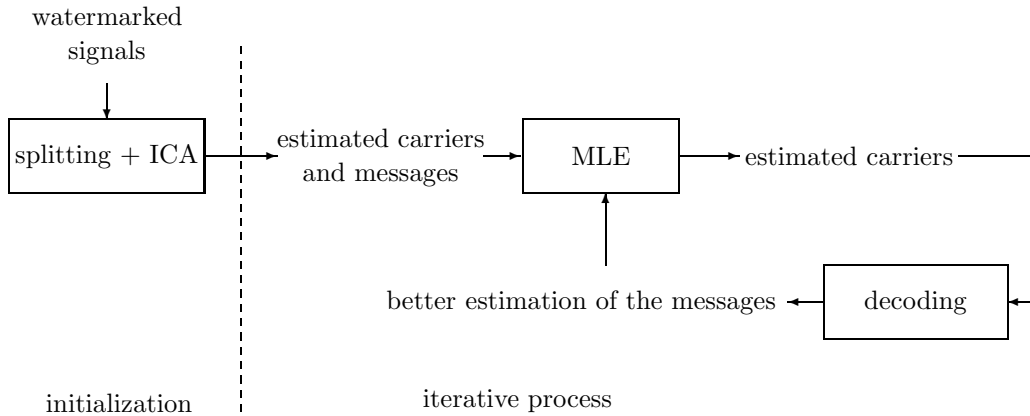 watermarked
signals
splitting + ICA
estimated carriers
and messages
MLE
estimated carriers
better estimation of the messages
decoding
initialization
iterative process